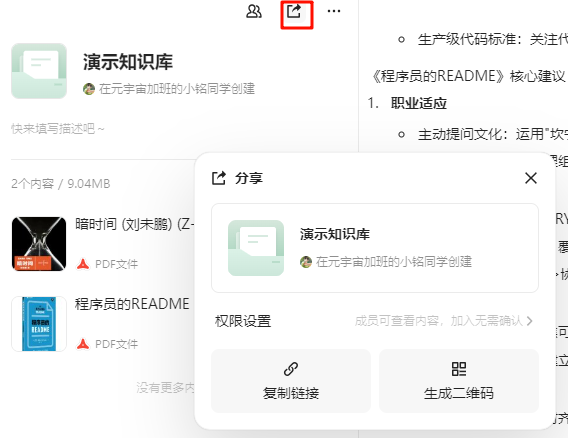 演示知识库
在元宇宙加班的小铭同学创建
快来填写描述吧~
2个内容 / 9.04MB
暗时间 (刘未鹏) (Z-
PDF文件
程序员的README
PDF文件
没有更多内
生产级代码标准：关注代
《程序员的README》核心建议
1. 职业适应
主动提问文化：运用"坎
分享
演示知识库
在元宇宙加班的小铭同学创建
权限设置
成员可查看内容，加入无需确认
复制链接
生成二维码